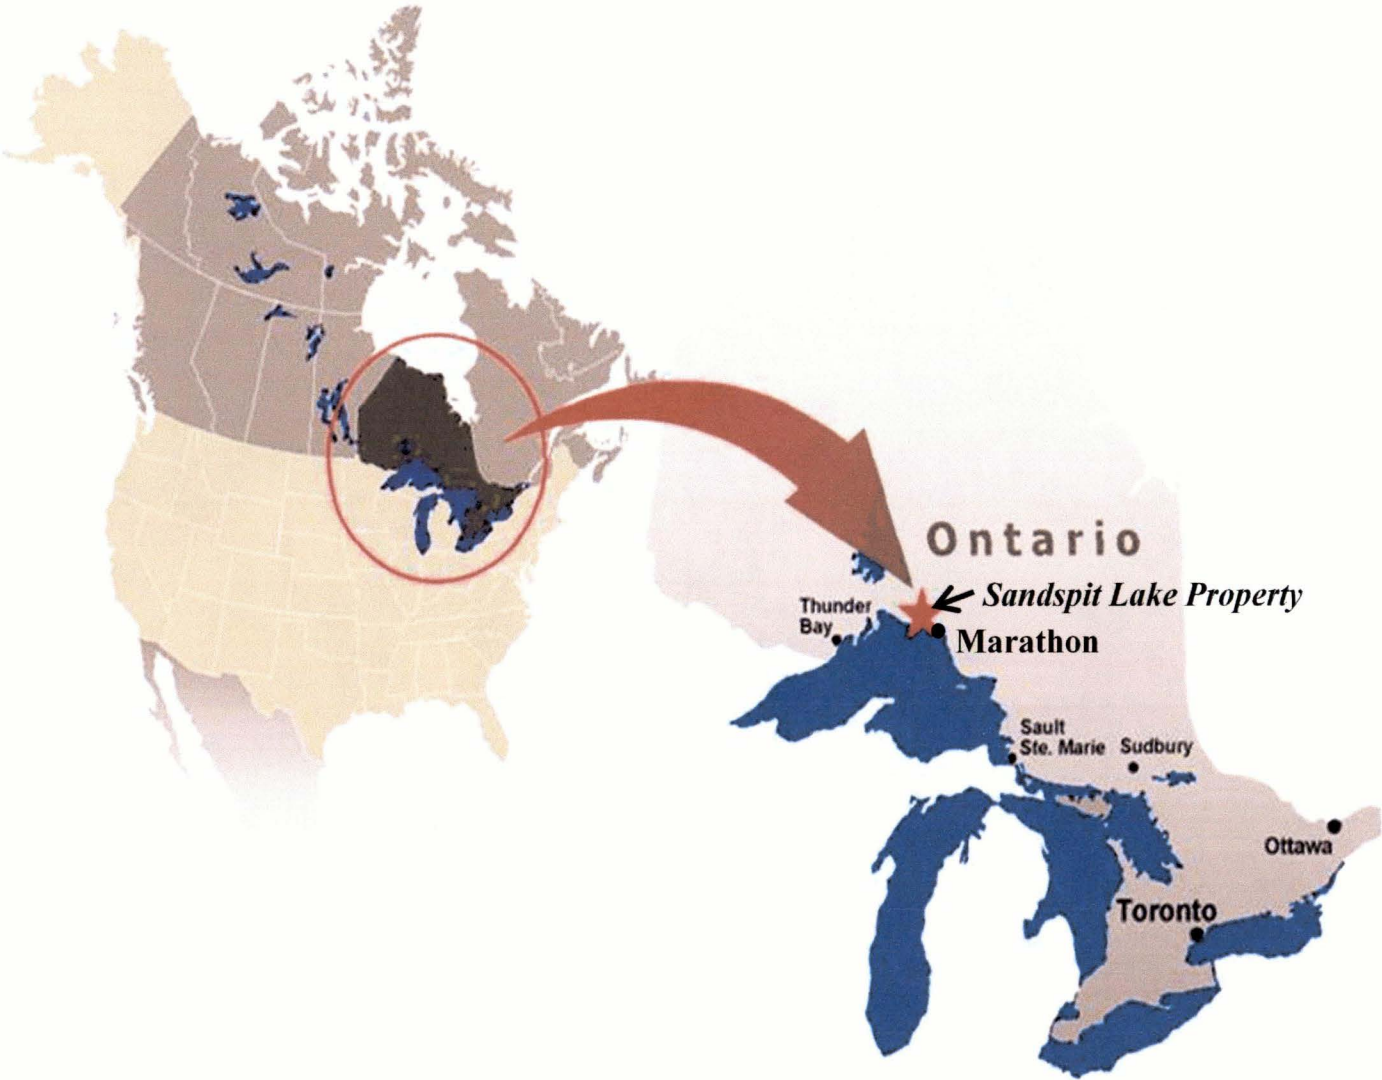 Ontario
Sandspit Lake Property
Thunder
Bay
Marathon
Sault
Ste. Marie
Sudbury
Ottawa
Toronto